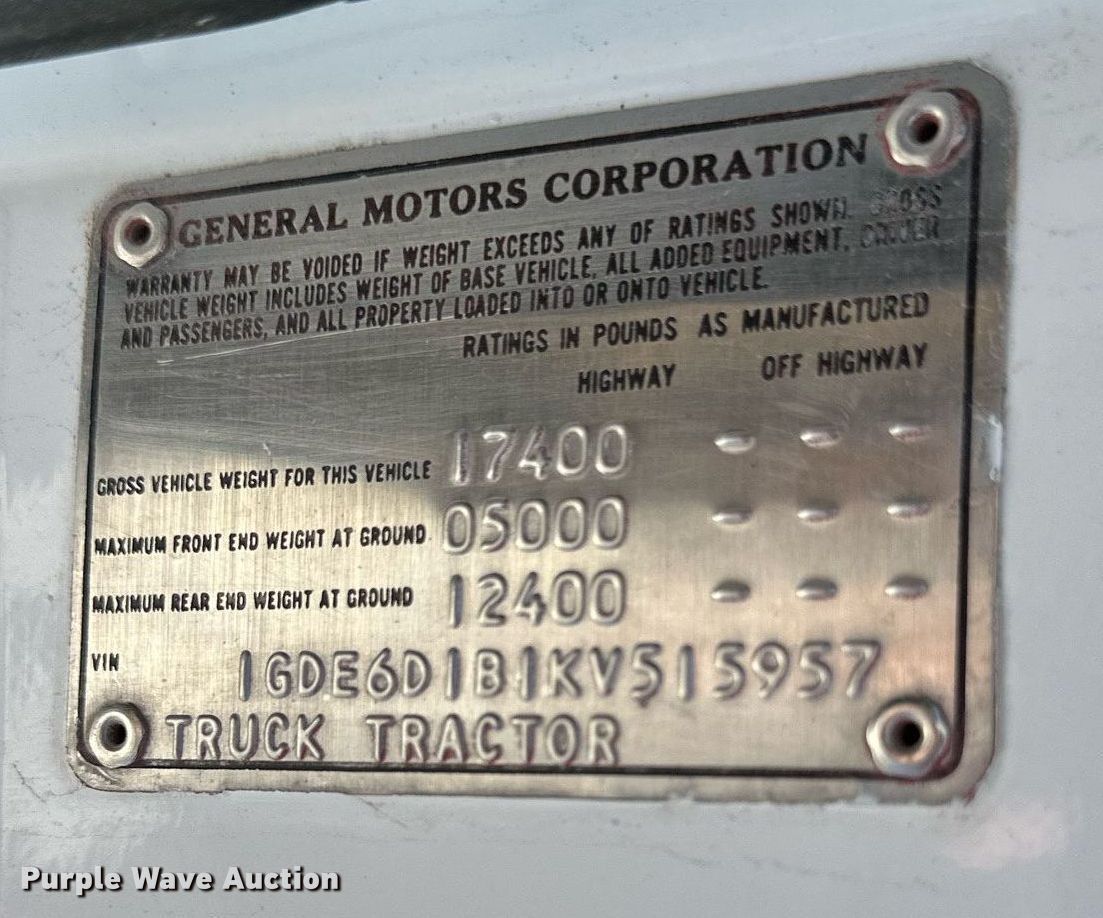 GENERAL MOTORS CORPORATION
WARRANTY MAY BE VOIDED IF WEIGHT EXCEEDS ANY OF RATINGS SHOWN. GROSS
VEHICLE WEIGHT INCLUDES WEIGHT OF BASE VEHICLE, ALL ADDED EQUIPMENT, DRIVER
AND PASSENGERS, AND ALL PROPERTY LOADED INTO OR ONTO VEHICLE.
RATINGS IN POUNDS AS MANUFACTURED
HIGHWAY OFF HIGHWAY
GROSS VEHICLE WEIGHT FOR THIS VEHICLE 17400 - - -
MAXIMUM FRONT END WEIGHT AT GROUND 05000 - - -
MAXIMUM REAR END WEIGHT AT GROUND 12400 - - -
VIN 1GDE6D1B1KV515957
TRUCK TRACTOR
Purple Wave Auction